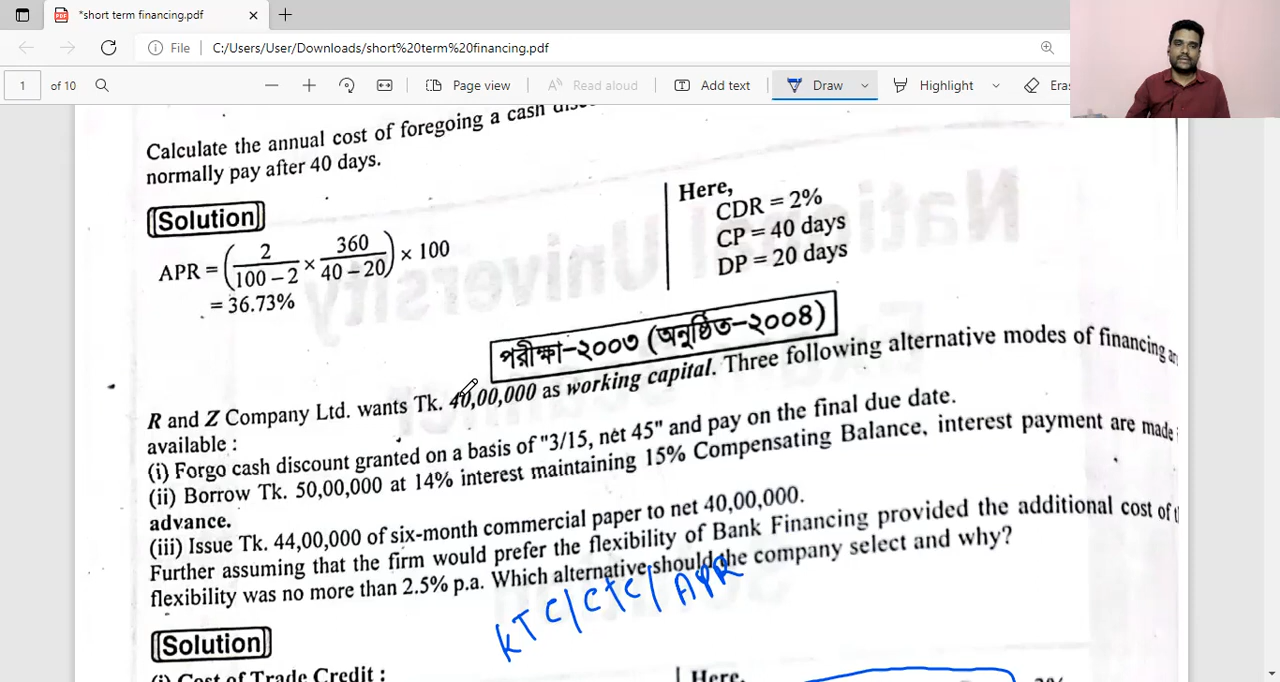 *short term financing.pdf
File C:/Users/User/Downloads/short%20term%20financing.pdf
1 of 10 Page view Read aloud Add text Draw Highlight
Calculate the annual cost of foregoing a cash
normally pay after 40 days.
Solution
APR = (2/100 – 2 × 360/40 – 20) × 100
= 36.73%
Here,
CDR = 2%
CP = 40 days
DP = 20 days
পরীক্ষা-২০০৩ (অনুষ্ঠিত-২০০৪)
R and Z Company Ltd. wants Tk. 40,00,000 as working capital. Three following alternative modes of financing
available :
(i) Forgo cash discount granted on a basis of "3/15, net 45" and pay on the final due date.
(ii) Borrow Tk. 50,00,000 at 14% interest maintaining 15% Compensating Balance, interest payment are made
advance.
(iii) Issue Tk. 44,00,000 of six-month commercial paper to net 40,00,000.
Further assuming that the firm would prefer the flexibility of Bank Financing provided the additional cost of
flexibility was no more than 2.5% p.a. Which alternative should the company select and why?
KTC/CTC/APR
Solution
(i) Cost of Trade Credit :
Here,